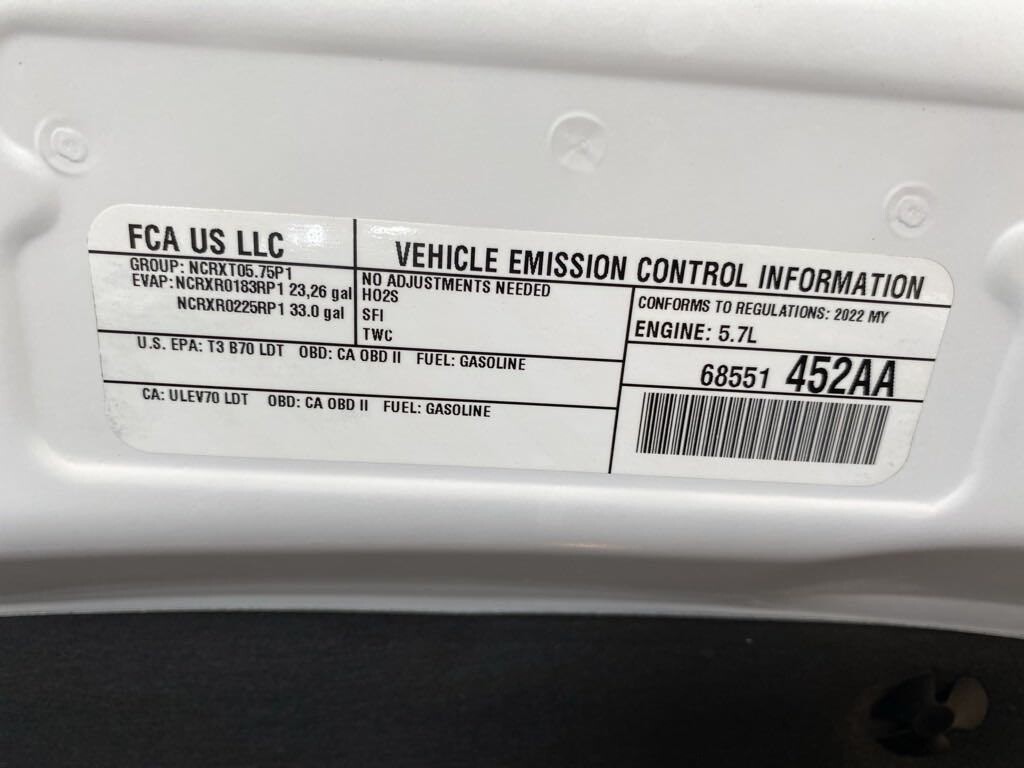 FCA US LLC
GROUP: NCRXT05.75P1
EVAP:NCRXR0183RP1 23,26 gal
NCRXR0225RP1 33.0 gal
VEHICLE EMISSION CONTROL INFORMATION
NO ADJUSTMENTS NEEDED
HO2S
SFI
TWC
CONFORMS TO REGULATIONS: 2022 MY
ENGINE: 5.7L
U.S. EPA: T3 B70 LDT OBD: CA OBD II FUEL: GASOLINE
CA: ULEV70 LDT OBD: CA OBD II FUEL: GASOLINE
68551 452AA